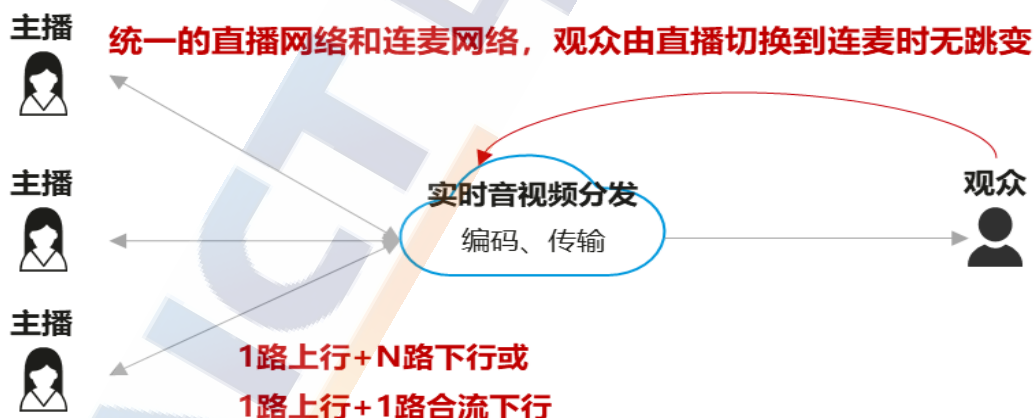 主播
统一的直播网络和连麦网络，观众由直播切换到连麦时无跳变
主播
实时音视频分发
编码、传输
观众
主播
1路上行+N路下行或
1路上行+1路合流下行